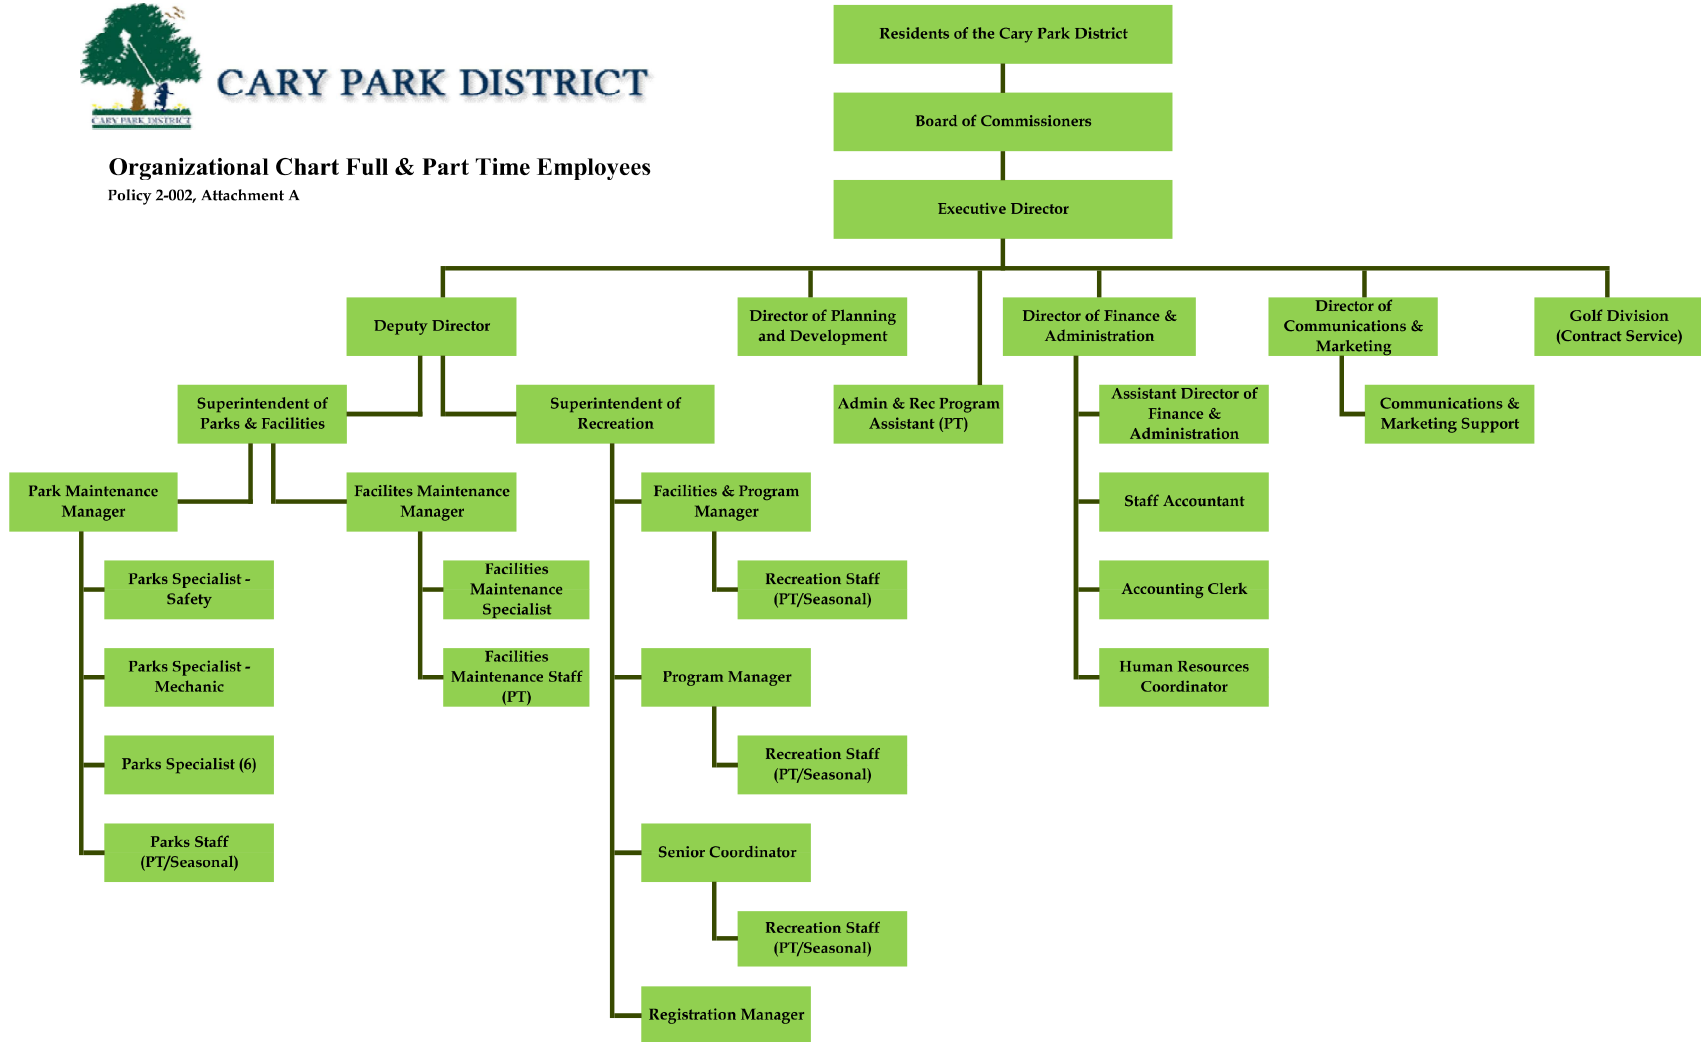 CARY PARK DISTRICT
CARY PARK DISTRICT
Organizational Chart Full & Part Time Employees
Policy 2-002, Attachment A
Residents of the Cary Park District
Board of Commissioners
Executive Director
Deputy Director
Director of Planning
and Development
Director of Finance &
Administration
Director of
Communications &
Marketing
Golf Division
(Contract Service)
Superintendent of
Parks & Facilities
Superintendent of
Recreation
Admin & Rec Program
Assistant (PT)
Assistant Director of
Finance &
Administration
Communications &
Marketing Support
Park Maintenance
Manager
Facilites Maintenance
Manager
Facilities & Program
Manager
Staff Accountant
Parks Specialist -
Safety
Facilities
Maintenance
Specialist
Recreation Staff
(PT/Seasonal)
Accounting Clerk
Parks Specialist -
Mechanic
Facilities
Maintenance Staff
(PT)
Program Manager
Human Resources
Coordinator
Parks Specialist (6)
Recreation Staff
(PT/Seasonal)
Parks Staff
(PT/Seasonal)
Senior Coordinator
Recreation Staff
(PT/Seasonal)
Registration Manager